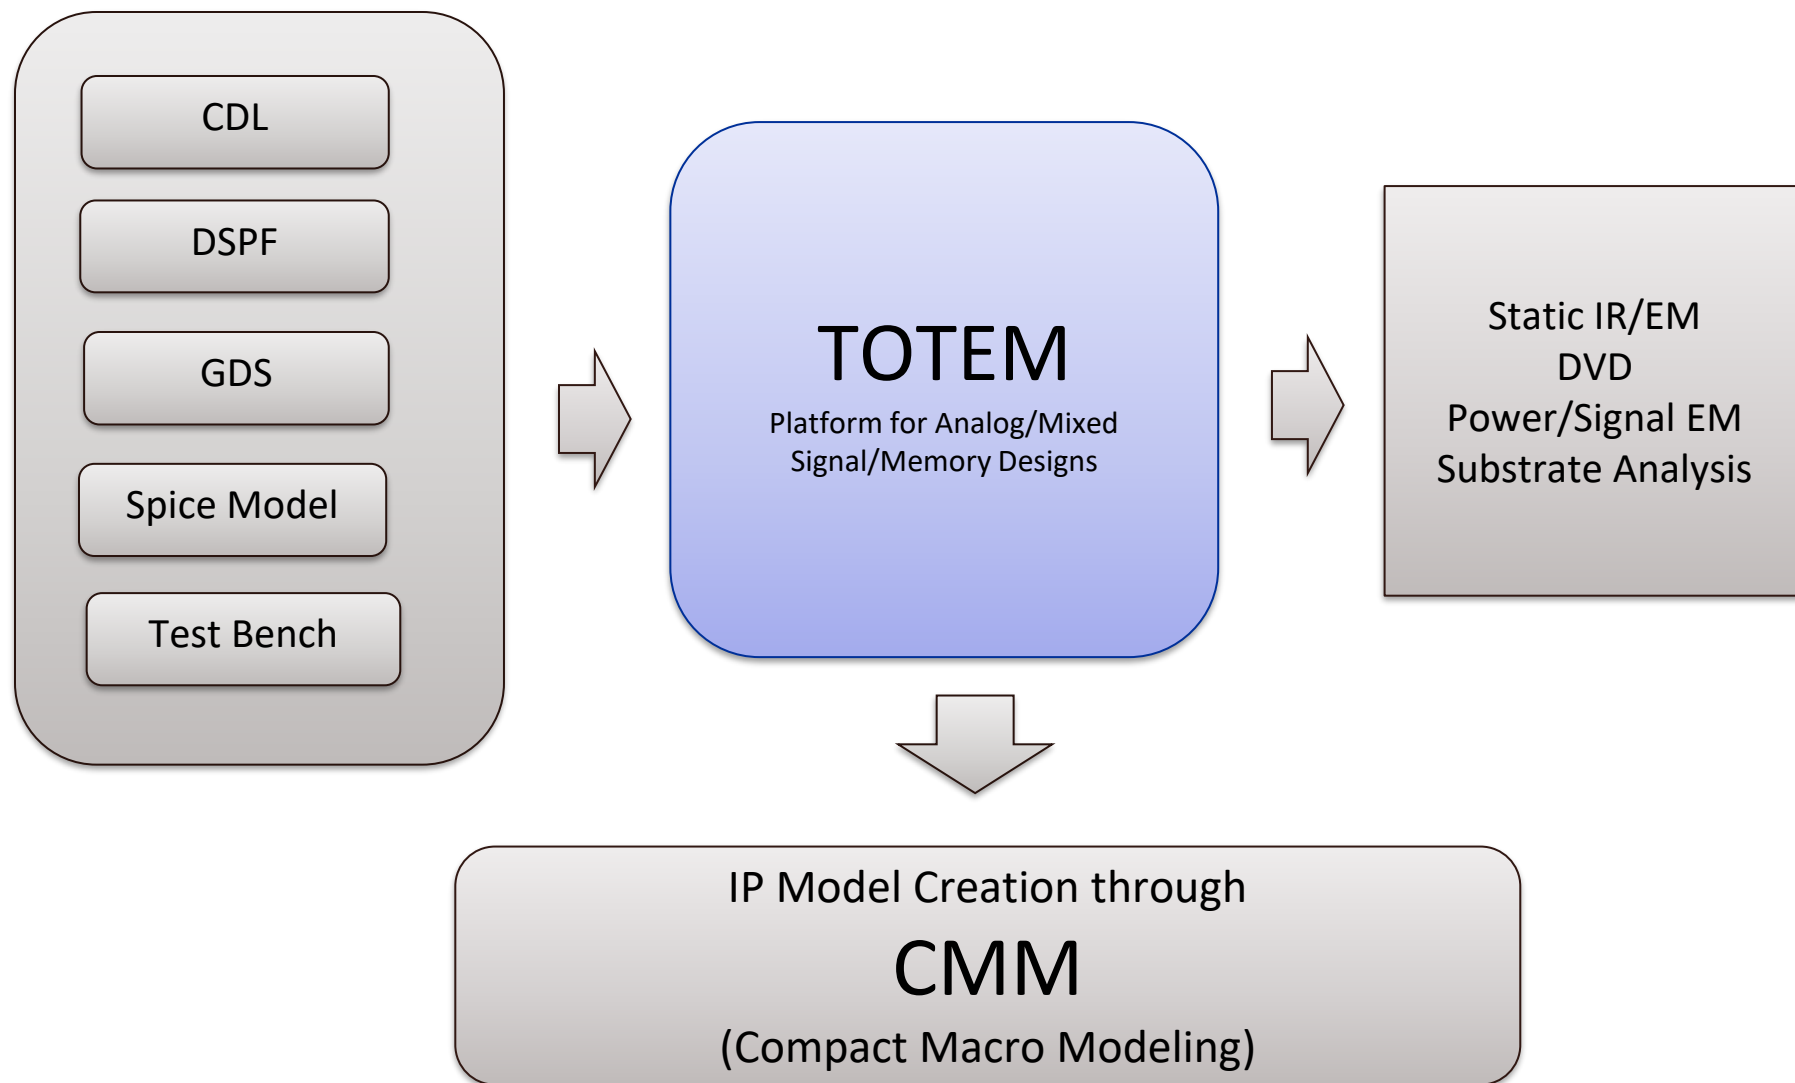 CDL
DSPF
GDS
Spice Model
Test Bench
TOTEM
Platform for Analog/Mixed
Signal/Memory Designs
Static IR/EM
DVD
Power/Signal EM
Substrate Analysis
IP Model Creation through
CMM
(Compact Macro Modeling)